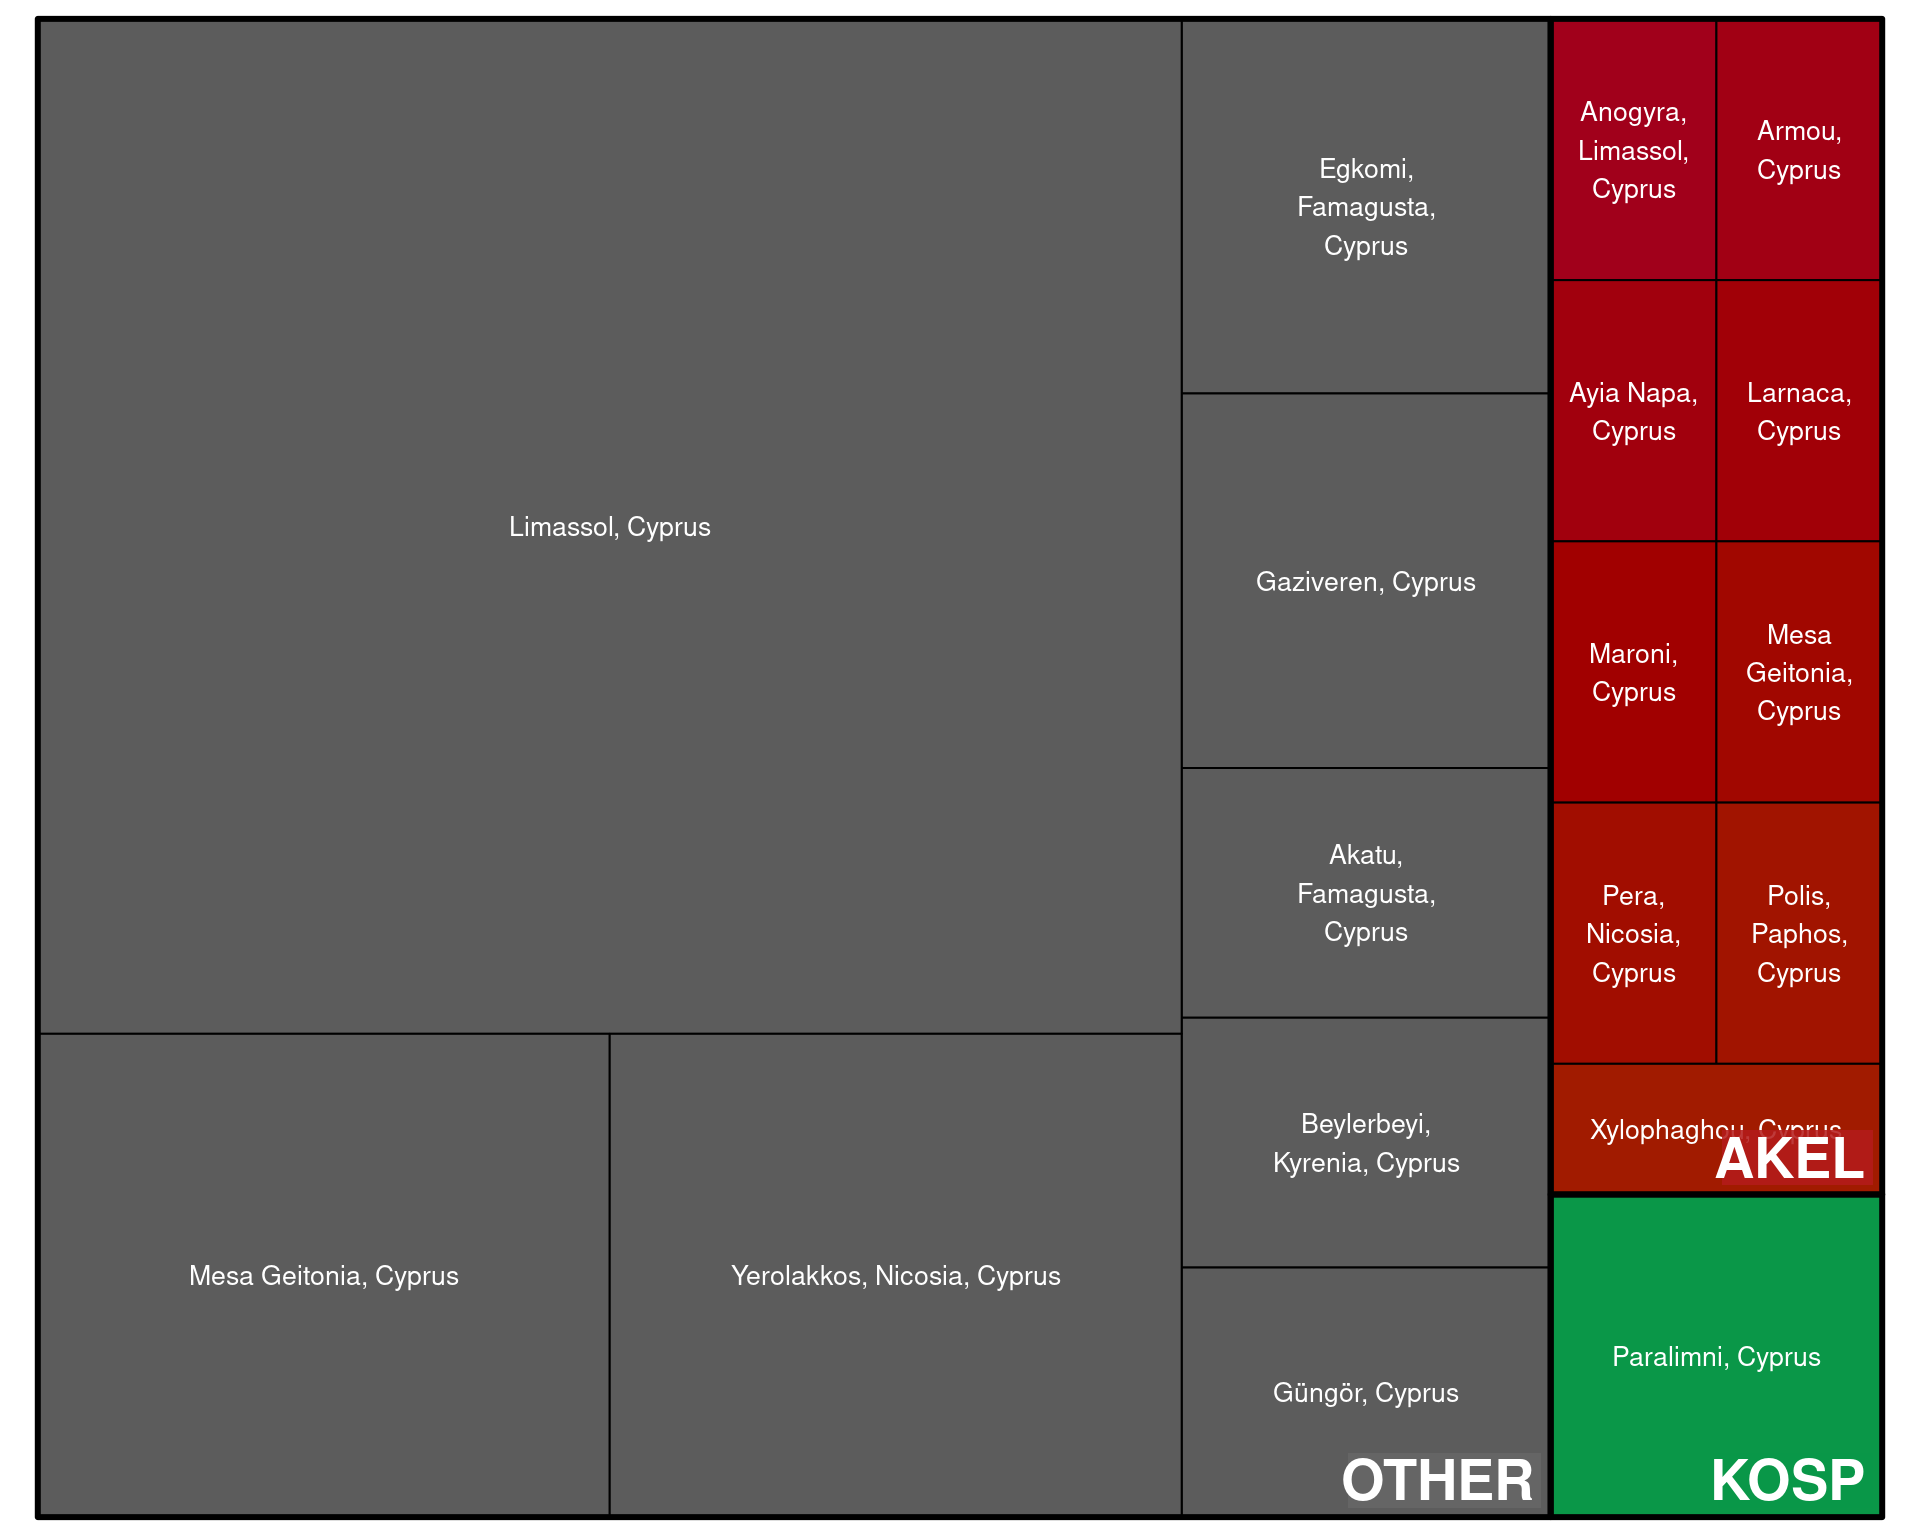 Limassol, Cyprus
Mesa Geitonia, Cyprus
Yerolakkos, Nicosia, Cyprus
Egkomi,
Famagusta,
Cyprus
Gaziveren, Cyprus
Akatu,
Famagusta,
Cyprus
Beylerbeyi,
Kyrenia, Cyprus
Güngör, Cyprus
OTHER
Anogyra,
Limassol,
Cyprus
Armou,
Cyprus
Ayia Napa,
Cyprus
Larnaca,
Cyprus
Maroni,
Cyprus
Mesa
Geitonia,
Cyprus
Pera,
Nicosia,
Cyprus
Polis,
Paphos,
Cyprus
Xylophaghou, Cyprus
AKEL
Paralimni, Cyprus
KOSP